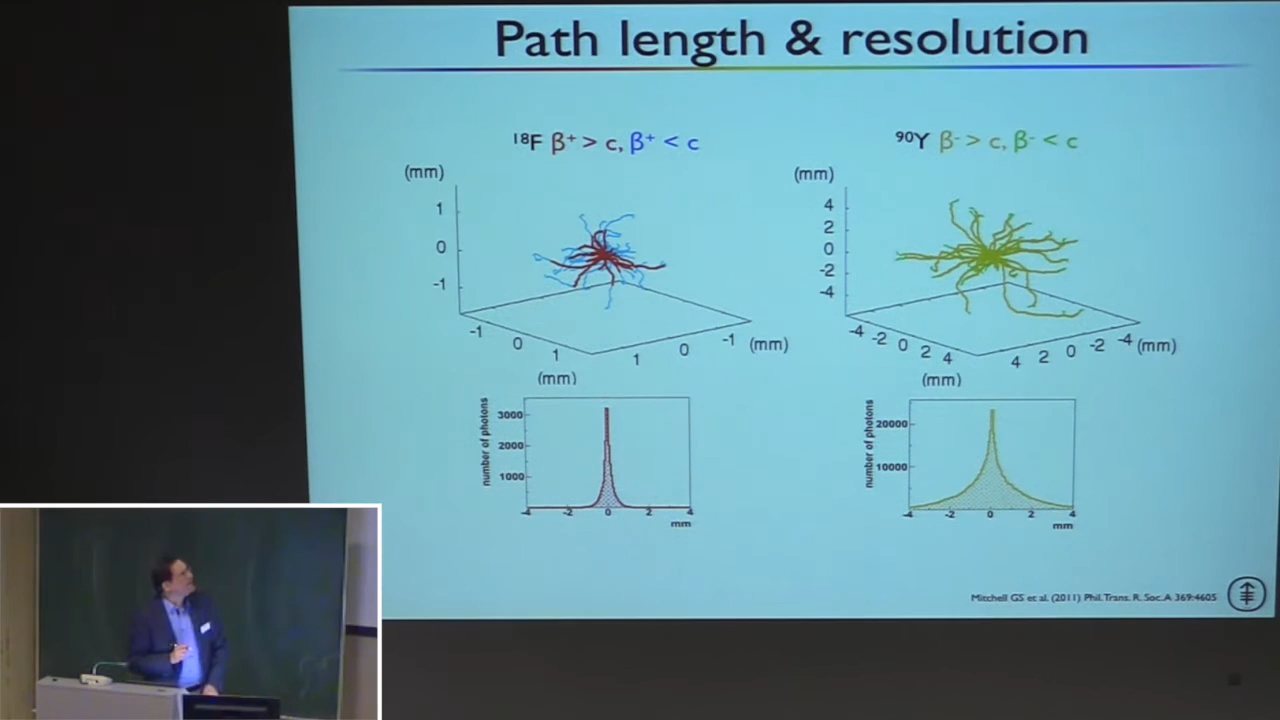 Path length & resolution
¹⁸F β⁺ > c, β⁺ < c
(mm)
1
0
-1
-1
0
1
(mm)
1
0
-1
(mm)
number of photons
3000
2000
1000
-4
-2
0
2
4
mm
⁹⁰Y β⁻ > c, β⁻ < c
(mm)
4
2
0
-2
-4
-4
-2
0
2
4
(mm)
4
2
0
-2
-4
(mm)
number of photons
20000
10000
-4
-2
0
2
4
mm
Mitchell GS et al. (2011) Phil. Trans. R. Soc. A 369:4605